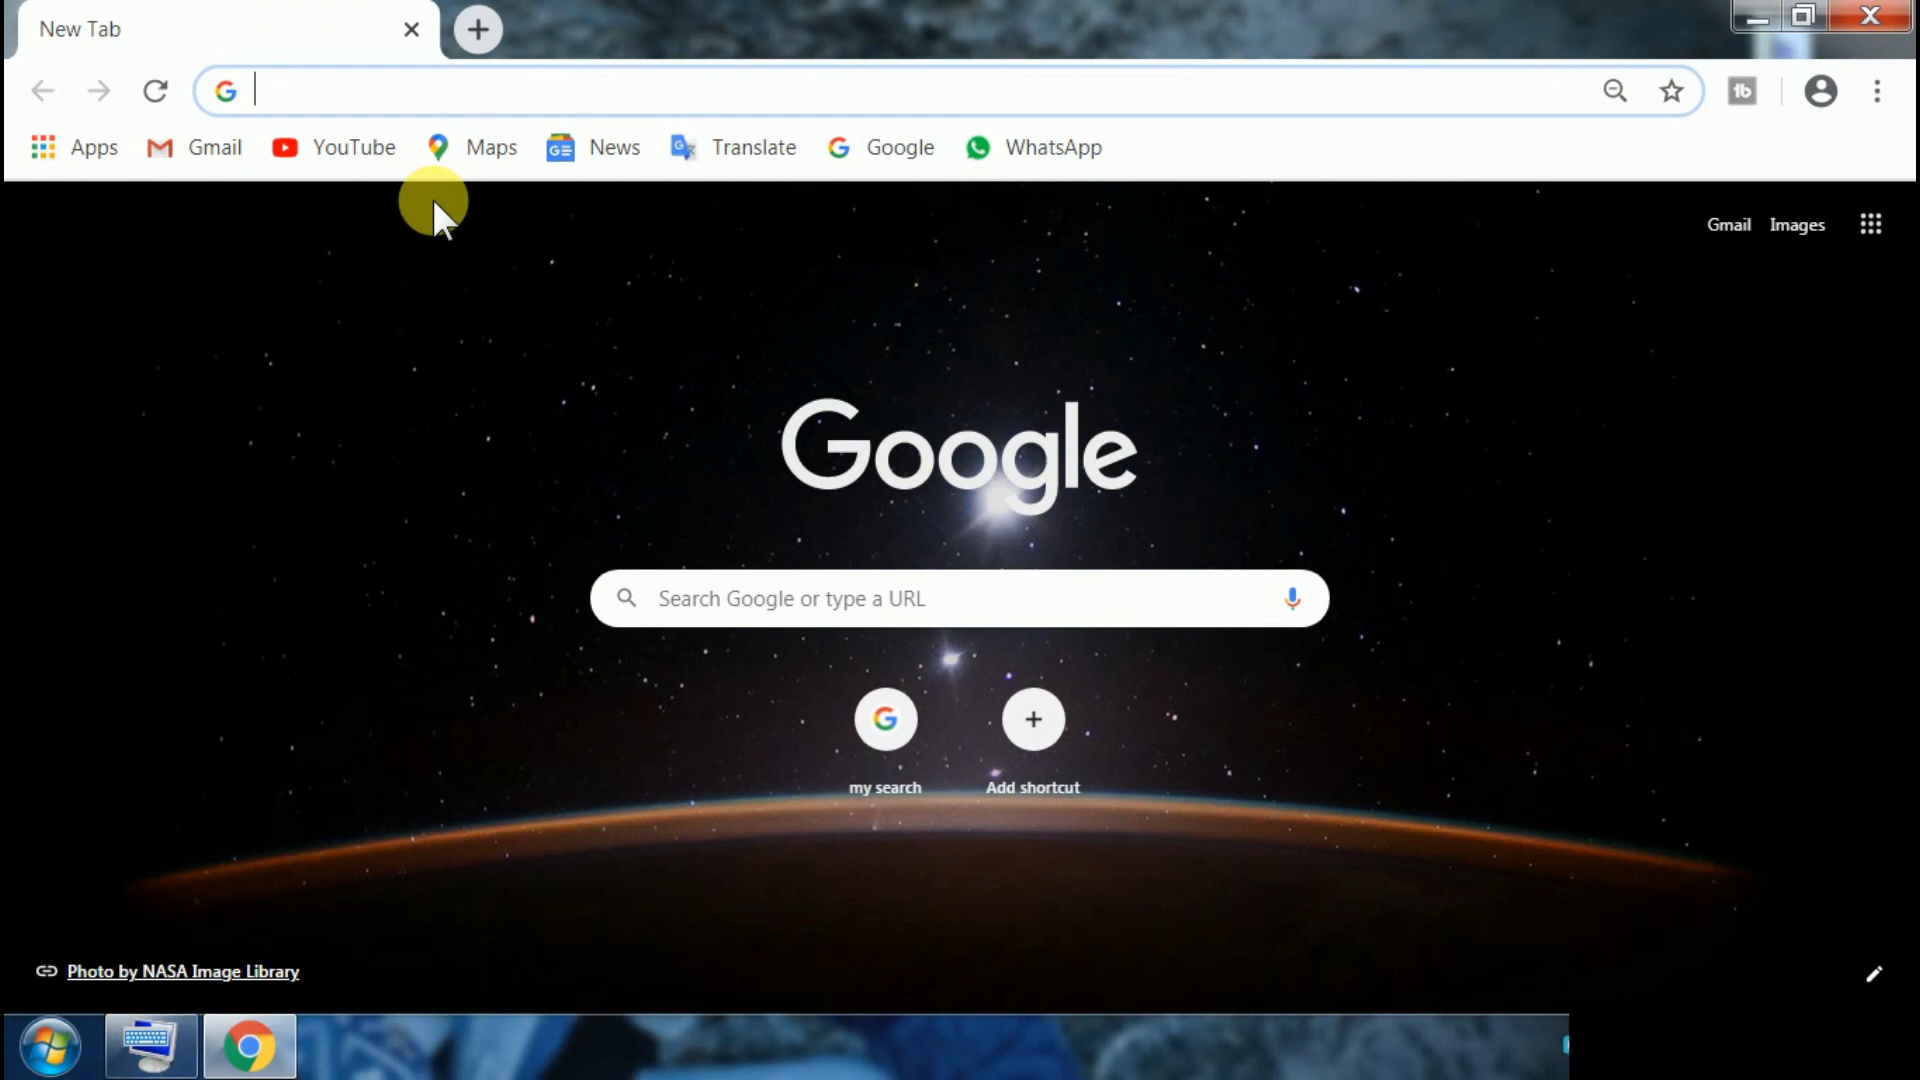 New Tab
Apps Gmail YouTube Maps News Translate Google WhatsApp
Gmail Images
Google
Search Google or type a URL
my search Add shortcut
Photo by NASA Image Library